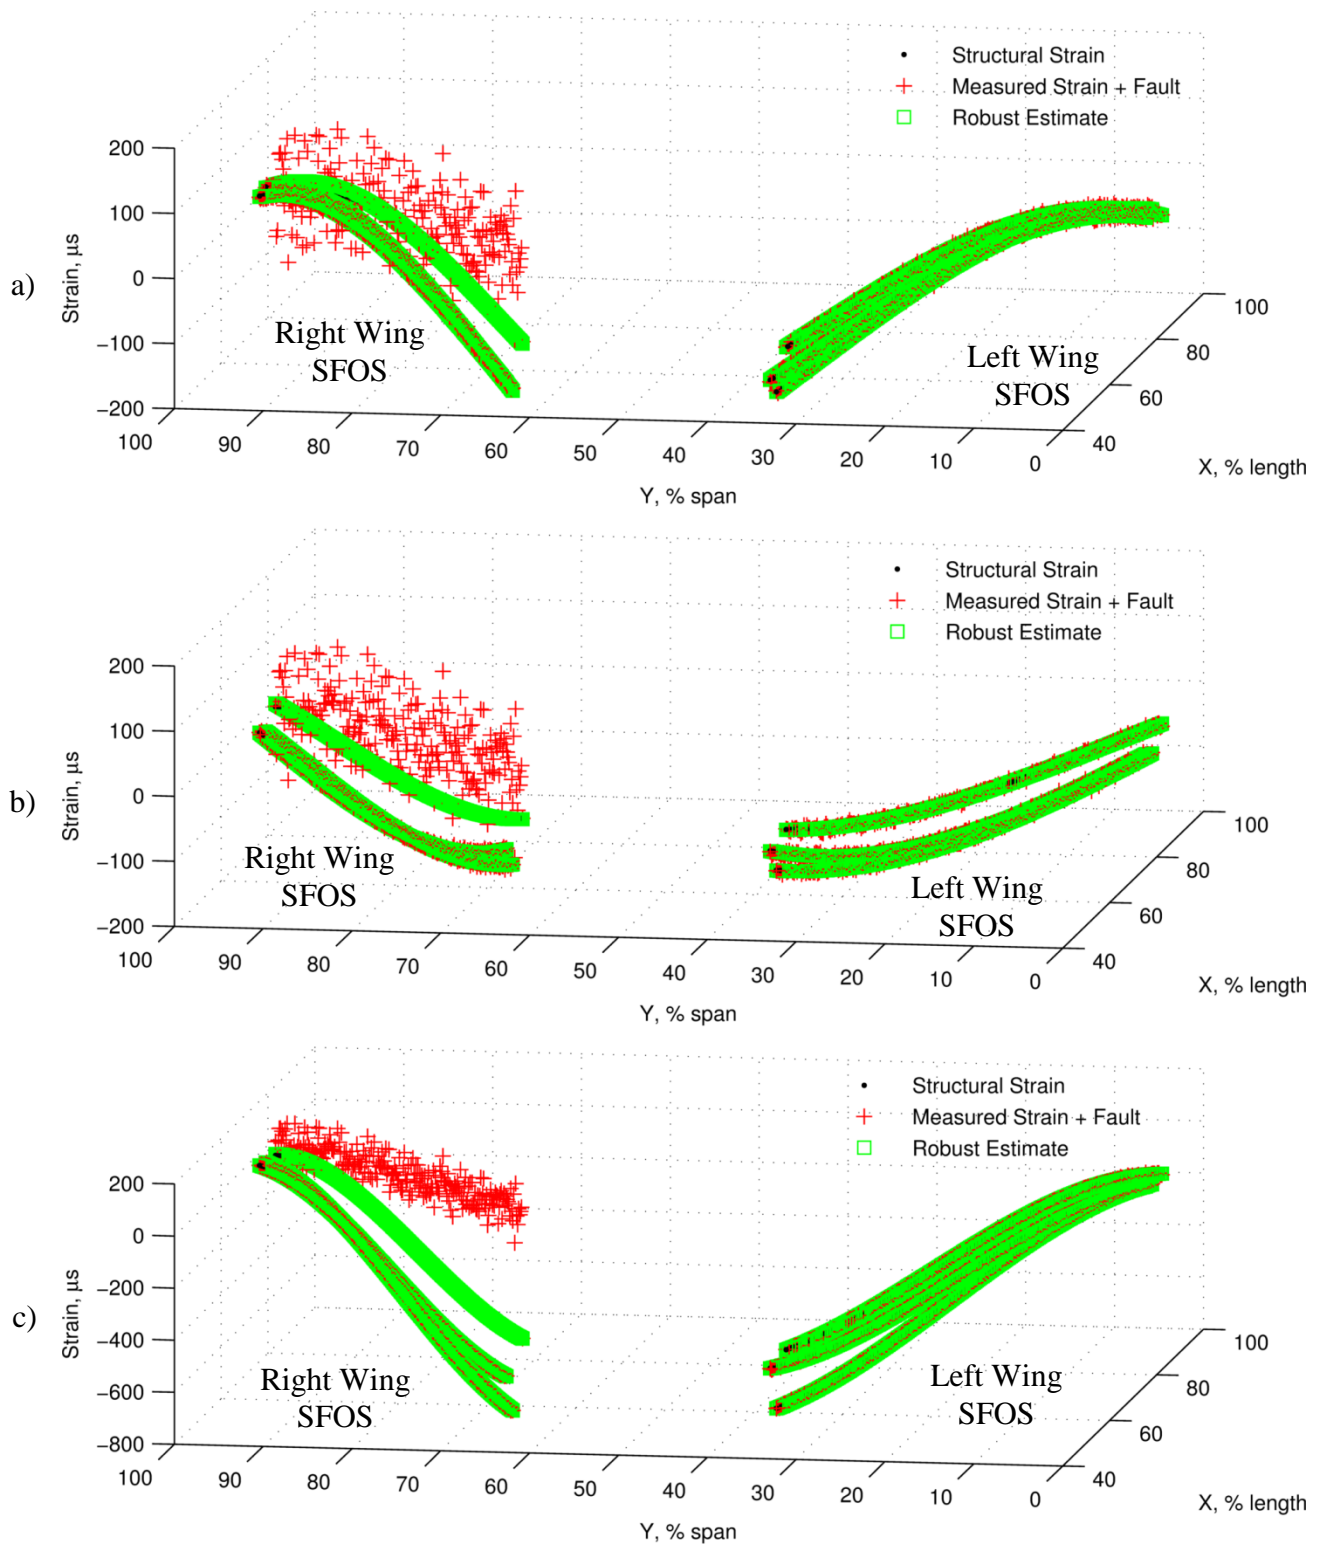 a)
Structural Strain
Measured Strain + Fault
Robust Estimate
200
100
0
−100
−200
Strain, µs
Right Wing
SFOS
Left Wing
SFOS
100
90
80
70
60
50
40
30
20
10
0
Y, % span
40
60
80
100
X, % length
b)
Structural Strain
Measured Strain + Fault
Robust Estimate
200
100
0
−100
−200
Strain, µs
Right Wing
SFOS
Left Wing
SFOS
100
90
80
70
60
50
40
30
20
10
0
Y, % span
40
60
80
100
X, % length
c)
Structural Strain
Measured Strain + Fault
Robust Estimate
200
0
−200
−400
−600
−800
Strain, µs
Right Wing
SFOS
Left Wing
SFOS
100
90
80
70
60
50
40
30
20
10
0
Y, % span
40
60
80
100
X, % length